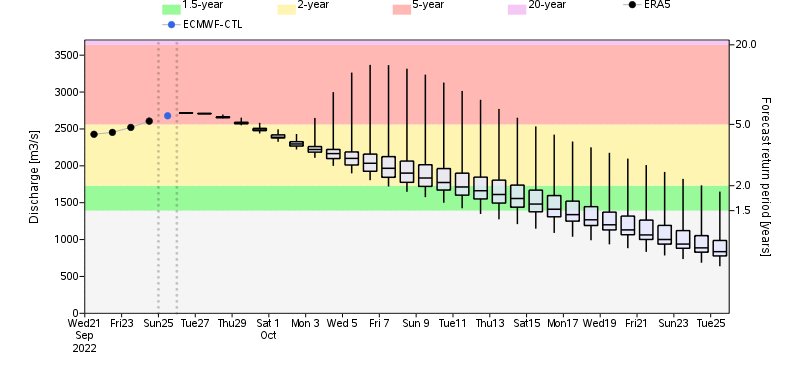 1.5-year 2-year 5-year 20-year ERA5
ECMWF-CTL
Discharge [m3/s]
3500
3000
2500
2000
1500
1000
500
0
20.0
5.0
2.0
1.5
Forecast return period [years]
Wed21 Fri23 Sun25 Tue27 Thu29 Sat 1 Mon 3 Wed 5 Fri 7 Sun 9 Tue11 Thu13 Sat15 Mon17 Wed19 Fri21 Sun23 Tue25
Sep Oct
2022